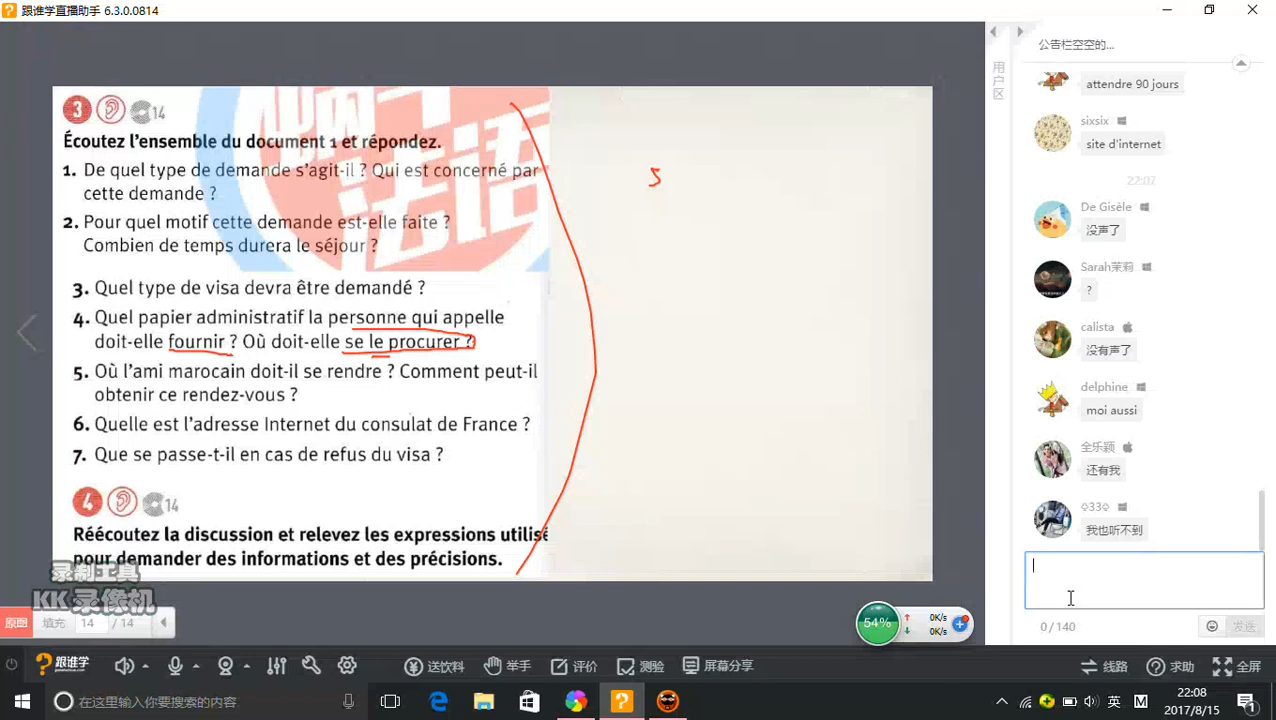 跟谁学直播助手 6.3.0.0814
公告栏空空的...
用户区
3 14
Écoutez l'ensemble du document 1 et répondez.
1. De quel type de demande s'agit-il ? Qui est concerné par
cette demande ?
2. Pour quel motif cette demande est-elle faite ?
Combien de temps durera le séjour ?
3. Quel type de visa devra être demandé ?
4. Quel papier administratif la personne qui appelle
doit-elle fournir ? Où doit-elle se le procurer ?
5. Où l'ami marocain doit-il se rendre ? Comment peut-il
obtenir ce rendez-vous ?
6. Quelle est l'adresse Internet du consulat de France ?
7. Que se passe-t-il en cas de refus du visa ?
4 14
Réécoutez la discussion et relevez les expressions utilisé
pour demander des informations et des précisions.
录制工具
KK录像机
attendre 90 jours
sixsix
site d'internet
22:07
De Gisèle
没声了
Sarah茉莉
?
calista
没有声了
delphine
moi aussi
全乐颖
还有我
♀33♀
我也听不到
0 / 140
发送
原图 填充 14 / 14
54% 0K/s
0K/s
跟谁学 送饮料 举手 评价 测验 屏幕分享 线路 求助 全屏
在这里输入你要搜索的内容
英 M 22:08
2017/8/15
1